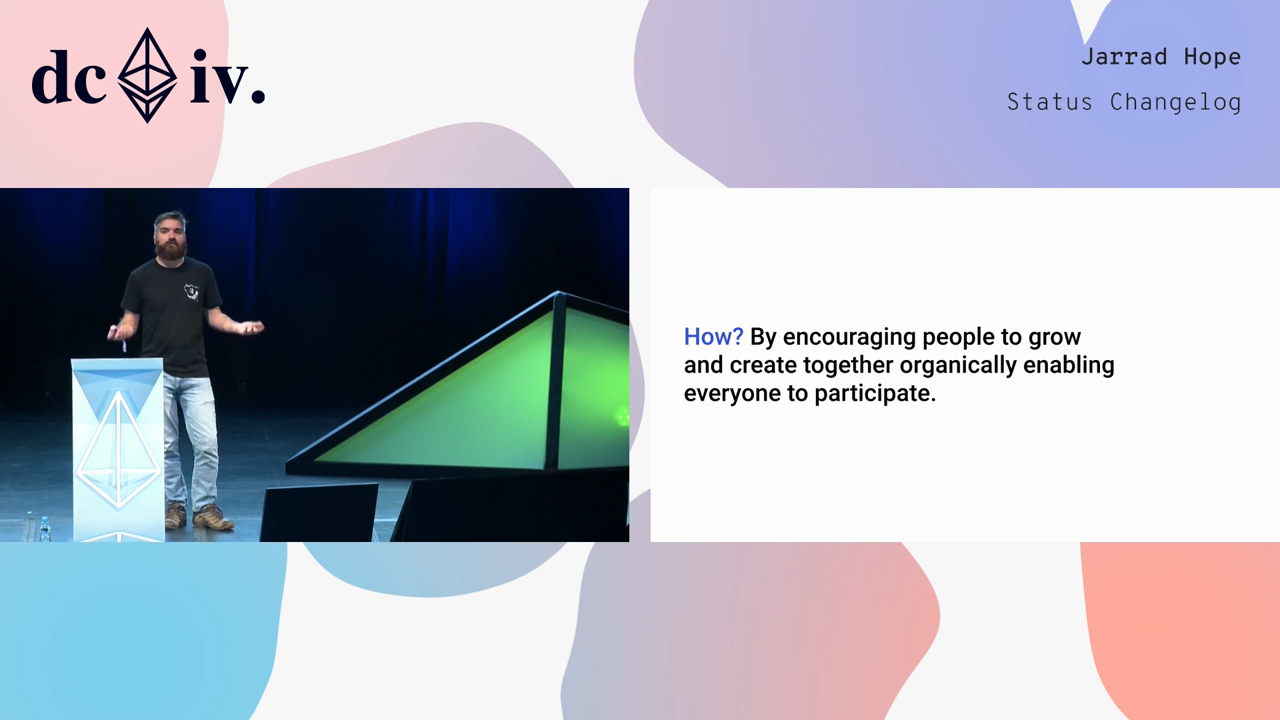 dc iv.
Jarrad Hope
Status Changelog
How? By encouraging people to grow
and create together organically enabling
everyone to participate.